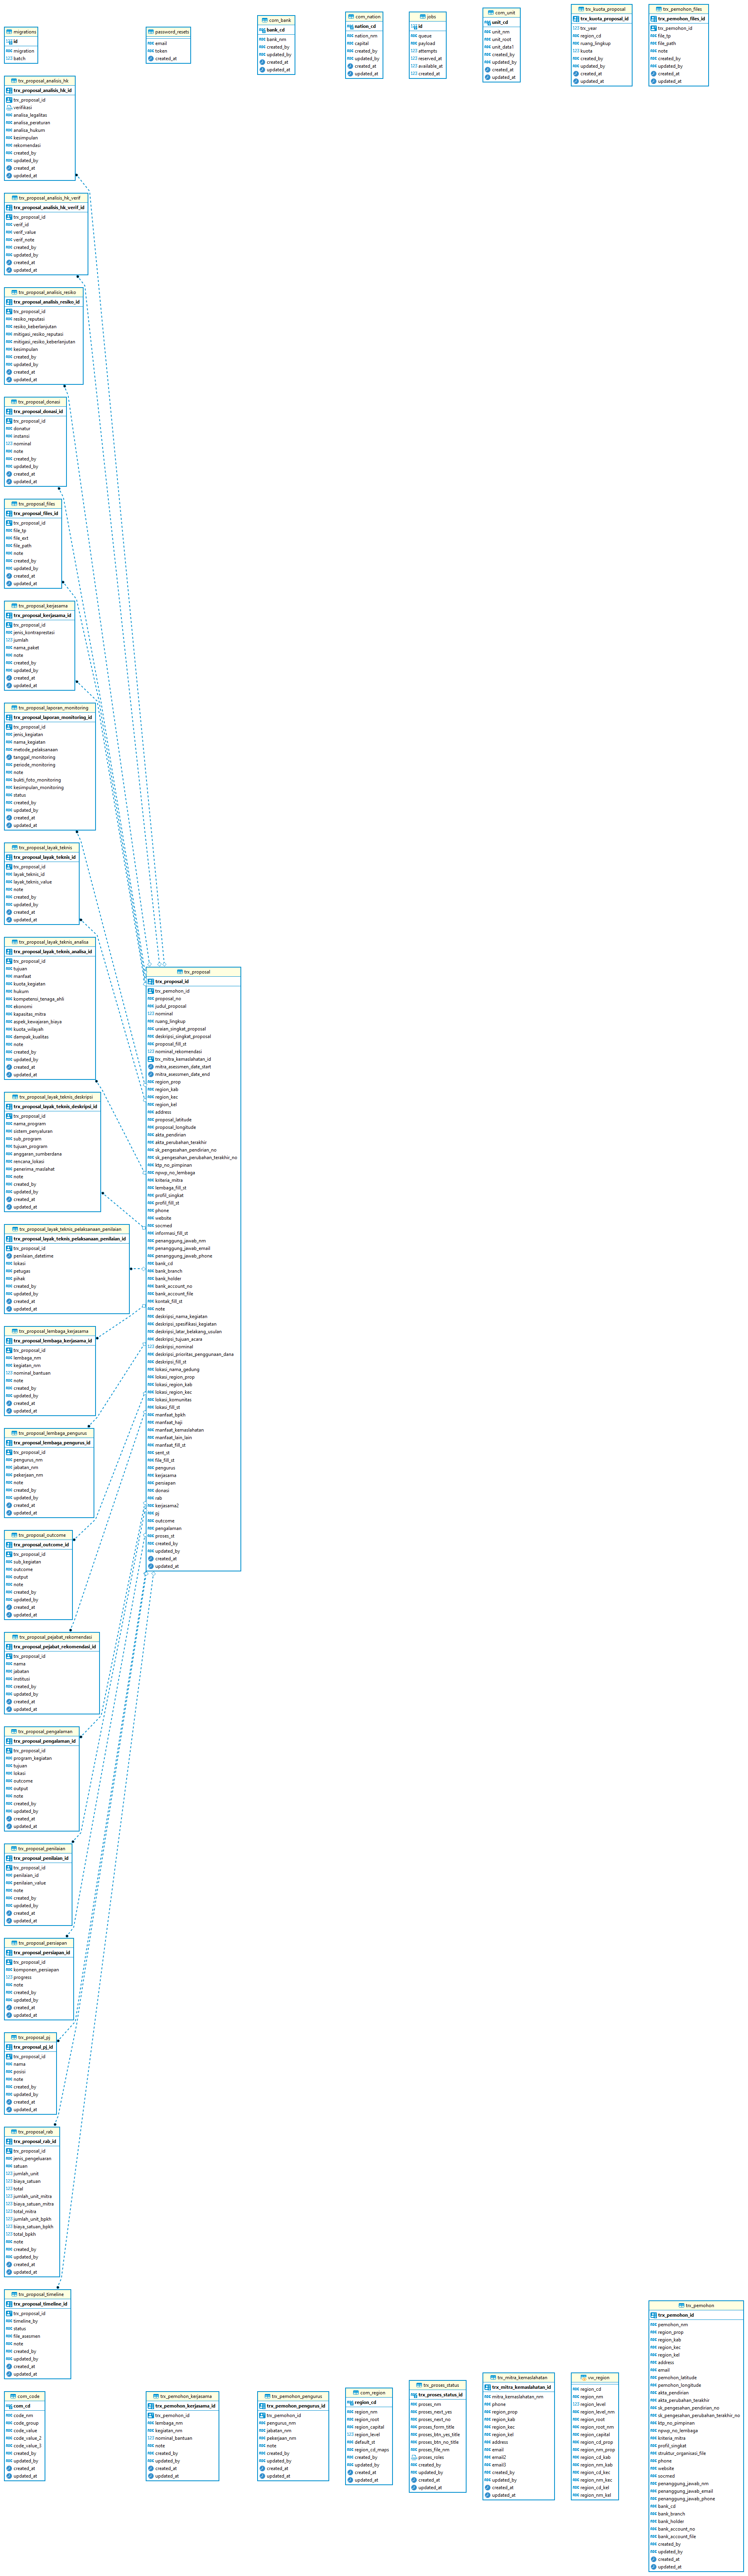 migrations
id
migration
batch
password_resets
email
token
created_at
com_bank
bank_cd
bank_nm
created_by
updated_by
created_at
updated_at
com_nation
nation_cd
nation_nm
capital
created_by
updated_by
created_at
updated_at
jobs
id
queue
payload
attempts
reserved_at
available_at
created_at
com_unit
unit_cd
unit_nm
unit_root
unit_data1
created_by
updated_by
created_at
updated_at
trx_kuota_proposal
trx_kuota_proposal_id
trx_year
region_cd
ruang_lingkup
kuota
created_by
updated_by
created_at
updated_at
trx_pemohon_files
trx_pemohon_files_id
trx_pemohon_id
file_tp
file_path
note
created_by
updated_by
created_at
updated_at
trx_proposal_analisis_hk
trx_proposal_analisis_hk_id
trx_proposal_id
verifikasi
analisa_legalitas
analisa_peraturan
analisa_hukum
kesimpulan
rekomendasi
created_by
updated_by
created_at
updated_at
trx_proposal_analisis_hk_verif
trx_proposal_analisis_hk_verif_id
trx_proposal_id
verif_id
verif_value
verif_note
created_by
updated_by
created_at
updated_at
trx_proposal_analisis_resiko
trx_proposal_analisis_resiko_id
trx_proposal_id
resiko_reputasi
resiko_keberlanjutan
mitigasi_resiko_reputasi
mitigasi_resiko_keberlanjutan
kesimpulan
created_by
updated_by
created_at
updated_at
trx_proposal_donasi
trx_proposal_donasi_id
trx_proposal_id
donatur
instansi
nominal
note
created_by
updated_by
created_at
updated_at
trx_proposal_files
trx_proposal_files_id
trx_proposal_id
file_tp
file_ext
file_path
note
created_by
updated_by
created_at
updated_at
trx_proposal_kerjasama
trx_proposal_kerjasama_id
trx_proposal_id
jenis_kontraprestasi
jumlah
nama_paket
note
created_by
updated_by
created_at
updated_at
trx_proposal_laporan_monitoring
trx_proposal_laporan_monitoring_id
trx_proposal_id
jenis_kegiatan
nama_kegiatan
metode_pelaksanaan
tanggal_monitoring
periode_monitoring
note
bukti_foto_monitoring
kesimpulan_monitoring
status
created_by
updated_by
created_at
updated_at
trx_proposal_layak_teknis
trx_proposal_layak_teknis_id
trx_proposal_id
layak_teknis_id
layak_tekms_value
note
created_by
updated_by
created_at
updated_at
trx_proposal_layak_teknis_analisa
trx_proposal_layak_teknis_analisa_id
trx_proposal_id
tujuan
manfaat
kuota_kegiatan
hukum
kompetensi_tenaga_ahli
ekonomi
kapasitas_mitra
aspek_kewajaran_biaya
kuota_wilayah
dampak_kualitas
note
created_by
updated_by
created_at
updated_at
trx_proposal_layak_teknis_deskripsi
trx_proposal_layak_teknis_deskripsi_id
trx_proposal_id
nama_program
sistem_penyaluran
sub_program
tujuan_program
anggaran_sumberdana
rencana_lokasi
penerima_maslahat
note
created_by
updated_by
created_at
updated_at
trx_proposal_layak_teknis_pelaksanaan_penilaian
trx_proposal_layak_teknis_pelaksanaan_penilaian_id
trx_proposal_id
penilaian_datetime
lokasi
petugas
pihak
created_by
updated_by
created_at
updated_at
trx_proposal_lembaga_kerjasama
trx_proposal_lembaga_kerjasama_id
trx_proposal_id
lembaga_nm
kegiatan_nm
nominal_bantuan
note
created_by
updated_by
created_at
updated_at
trx_proposal_lembaga_pengurus
trx_proposal_lembaga_pengurus_id
trx_proposal_id
pengurus_nm
jabatan_nm
pekerjaan_nm
note
created_by
updated_by
created_at
updated_at
trx_proposal_outcome
trx_proposal_outcome_id
trx_proposal_id
sub_kegiatan
outcome
output
note
created_by
updated_by
created_at
updated_at
trx_proposal_pejabat_rekomendasi
trx_proposal_pejabat_rekomendasi_id
trx_proposal_id
nama
jabatan
institusi
created_by
updated_by
created_at
updated_at
trx_proposal_pengalaman
trx_proposal_pengalaman_id
trx_proposal_id
program_kegiatan
tujuan
lokasi
outcome
output
note
created_by
updated_by
created_at
updated_at
trx_proposal_penilaian
trx_proposal_penilaian_id
trx_proposal_id
penilaian_id
penilaian_value
note
created_by
updated_by
created_at
updated_at
trx_proposal_persiapan
trx_proposal_persiapan_id
trx_proposal_id
komponen_persiapan
progress
note
created_by
updated_by
created_at
updated_at
trx_proposal_pj
trx_proposal_pj_id
trx_proposal_id
nama
posisi
note
created_by
updated_by
created_at
updated_at
trx_proposal_rab
trx_proposal_rab_id
trx_proposal_id
jenis_pengeluaran
satuan
jumlah_unit
biaya_satuan
total
jumlah_unit_mitra
biaya_satuan_mitra
total_mitra
jumlah_unit_bpkh
biaya_satuan_bpkh
total_bpkh
note
created_by
updated_by
created_at
updated_at
trx_proposal_timeline
trx_proposal_timeline_id
trx_proposal_id
timeline_by
status
file_asesmen
note
created_by
updated_by
created_at
updated_at
trx_proposal
trx_proposal_id
trx_pemohon_id
proposal_no
judul_proposal
nominal
ruang_lingkup
uraian_singkat_proposal
deskripsi_singkat_proposal
proposal_fill_st
nominal_rekomendasi
trx_mitra_kemaslahatan_id
mitra_asesmen_date_start
mitra_asesmen_date_end
region_prop
region_kab
region_kec
region_kel
address
proposal_latitude
proposal_longitude
akta_pendirian
akta_perubahan_terakhir
sk_pengesahan_pendirian_no
sk_pengesahan_perubahan_terakhir_no
ktp_no_pimpinan
npwp_no_lembaga
kriteria_mitra
lembaga_fill_st
profil_singkat
profil_fill_st
phone
website
socmed
informasi_fill_st
penanggung_jawab_nm
penanggung_jawab_email
penanggung_jawab_phone
bank_cd
bank_branch
bank_holder
bank_account_no
bank_account_file
kontak_fill_st
note
deskripsi_nama_kegiatan
deskripsi_spesifikasi_kegiatan
deskripsi_latar_belakang_usulan
deskripsi_tujuan_acara
deskripsi_nominal
deskripsi_prioritas_penggunaan_dana
deskripsi_fill_st
lokasi_nama_gedung
lokasi_region_prop
lokasi_region_kab
lokasi_region_kec
lokasi_komunitas
lokasi_fill_st
manfaat_bpkh
manfaat_haji
manfaat_kemaslahatan
manfaat_lain_lain
manfaat_fill_st
sent_st
file_fill_st
pengurus
kerjasama
persiapan
donasi
rab
kerjasama2
pj
outcome
pengalaman
proses_st
created_by
updated_by
created_at
updated_at
com_code
com_cd
code_nm
code_group
code_value
code_value_2
code_value_3
created_by
updated_by
created_at
updated_at
trx_pemohon_kerjasama
trx_pemohon_kerjasama_id
trx_pemohon_id
lembaga_nm
kegiatan_nm
nominal_bantuan
note
created_by
updated_by
created_at
updated_at
trx_pemohon_pengurus
trx_pemohon_pengurus_id
trx_pemohon_id
pengurus_nm
jabatan_nm
pekerjaan_nm
note
created_by
updated_by
created_at
updated_at
com_region
region_cd
region_nm
region_root
region_capital
region_level
default_st
region_cd_maps
created_by
updated_by
created_at
updated_at
trx_proses_status
trx_proses_status_id
proses_nm
proses_next_yes
proses_next_no
proses_form_title
proses_btn_yes_title
proses_btn_no_title
proses_file_nm
proses_roles
created_by
updated_by
created_at
updated_at
trx_mitra_kemaslahatan
trx_mitra_kemaslahatan_id
mitra_kemaslahatan_nm
phone
region_prop
region_kab
region_kec
region_kel
address
email
email2
email3
created_by
updated_by
created_at
updated_at
vw_region
region_cd
region_nm
region_level
region_level_nm
region_root
region_root_nm
region_capital
region_cd_prop
region_nm_prop
region_cd_kab
region_nm_kab
region_cd_kec
region_nm_kec
region_cd_kel
region_nm_kel
trx_pemohon
trx_pemohon_id
pemohon_nm
region_prop
region_kab
region_kec
region_kel
address
email
pemohon_latitude
pemohon_longitude
akta_pendirian
akta_perubahan_terakhir
sk_pengesahan_pendirian_no
sk_pengesahan_perubahan_terakhir_no
ktp_no_pimpinan
npwp_no_lembaga
kriteria_mitra
profil_singkat
struktur_organisasi_file
phone
website
socmed
penanggung_jawab_nm
penanggung_jawab_email
penanggung_jawab_phone
bank_cd
bank_branch
bank_holder
bank_account_no
bank_account_file
created_by
updated_by
created_at
updated_at